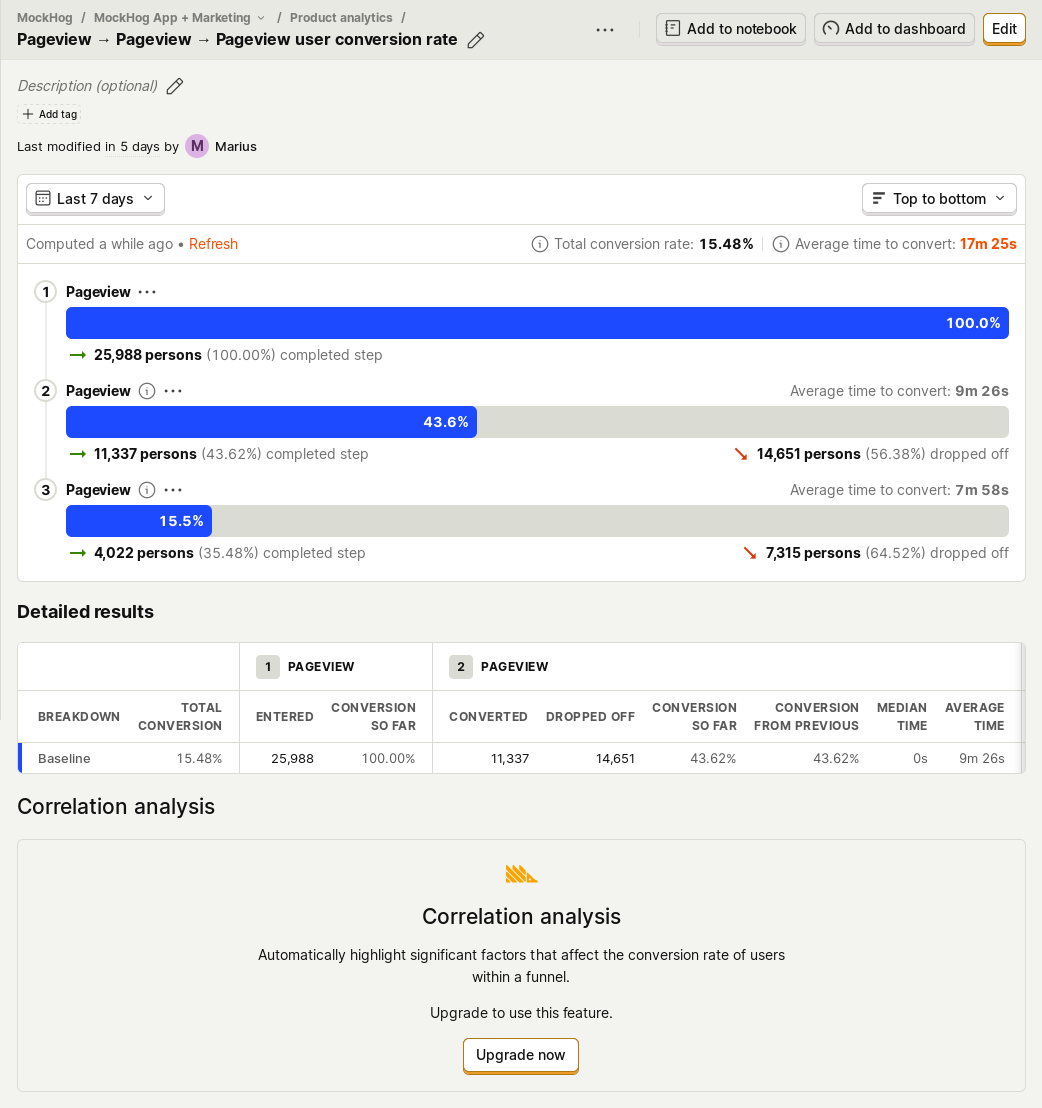 MockHog / MockHog App + Marketing / Product analytics /
Pageview → Pageview → Pageview user conversion rate
Add to notebook
Add to dashboard
Edit
Description (optional)
Add tag
Last modified in 5 days by M Marius
Last 7 days
Top to bottom
Computed a while ago • Refresh
Total conversion rate: 15.48%
Average time to convert: 17m 25s
1 Pageview
100.0%
25,988 persons (100.00%) completed step
2 Pageview
Average time to convert: 9m 26s
43.6%
11,337 persons (43.62%) completed step
14,651 persons (56.38%) dropped off
3 Pageview
Average time to convert: 7m 58s
15.5%
4,022 persons (35.48%) completed step
7,315 persons (64.52%) dropped off
Detailed results
1 PAGEVIEW
2 PAGEVIEW
BREAKDOWN
TOTAL
CONVERSION
ENTERED
CONVERSION
SO FAR
CONVERTED
DROPPED OFF
CONVERSION
SO FAR
CONVERSION
FROM PREVIOUS
MEDIAN
TIME
AVERAGE
TIME
Baseline 15.48% 25,988 100.00% 11,337 14,651 43.62% 43.62% 0s 9m 26s
Correlation analysis
Correlation analysis
Automatically highlight significant factors that affect the conversion rate of users
within a funnel.
Upgrade to use this feature.
Upgrade now